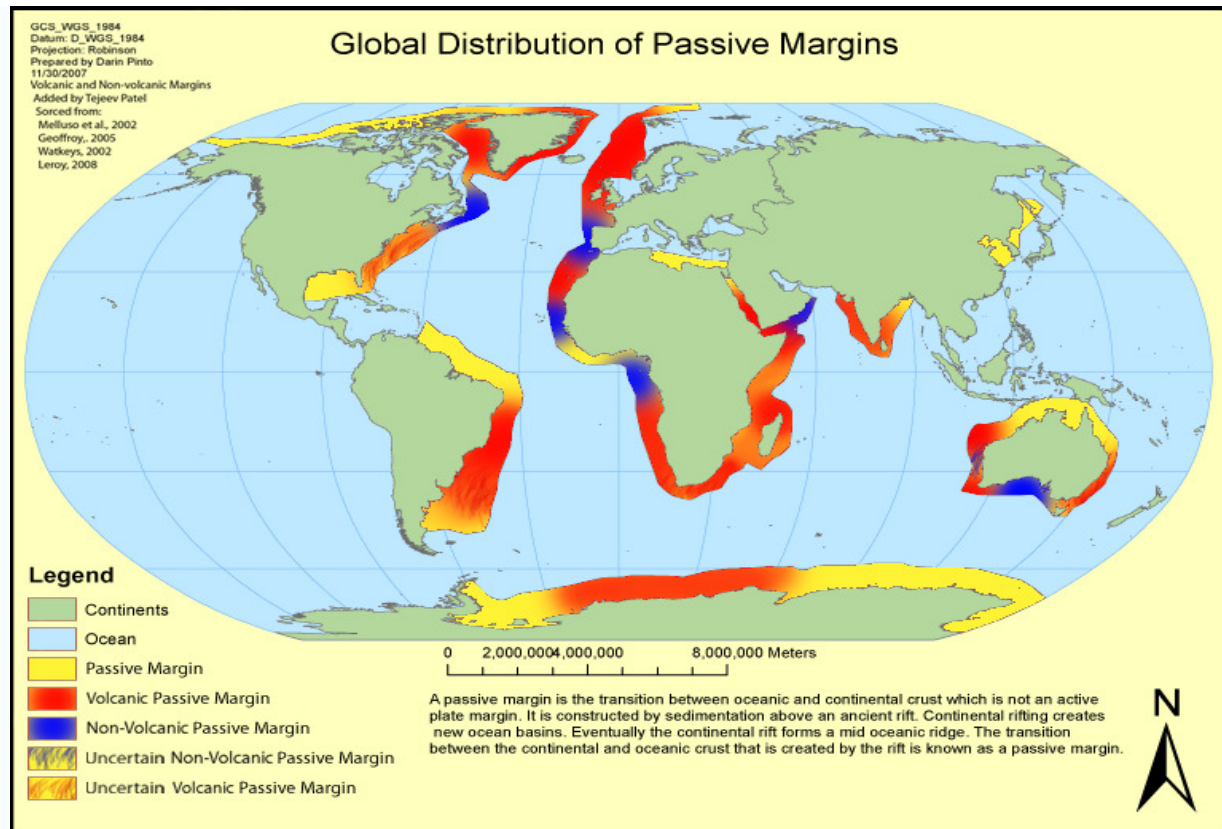 GCS_WGS_1984
Datum: D_WGS_1984
Projection: Robinson
Prepared by Darin Pinto
11/30/2007
Volcanic and Non-volcanic Margins
Added by Tejeev Patel
Sorced from:
Melluso et al., 2002
Geoffroy,. 2005
Watkeys, 2002
Leroy, 2008
Global Distribution of Passive Margins
Legend
Continents
Ocean
Passive Margin
Volcanic Passive Margin
Non-Volcanic Passive Margin
Uncertain Non-Volcanic Passive Margin
Uncertain Volcanic Passive Margin
0 2,000,0004,000,000 8,000,000 Meters
A passive margin is the transition between oceanic and continental crust which is not an active
plate margin. It is constructed by sedimentation above an ancient rift. Continental rifting creates
new ocean basins. Eventually the continental rift forms a mid oceanic ridge. The transition
between the continental and oceanic crust that is created by the rift is known as a passive margin.
N